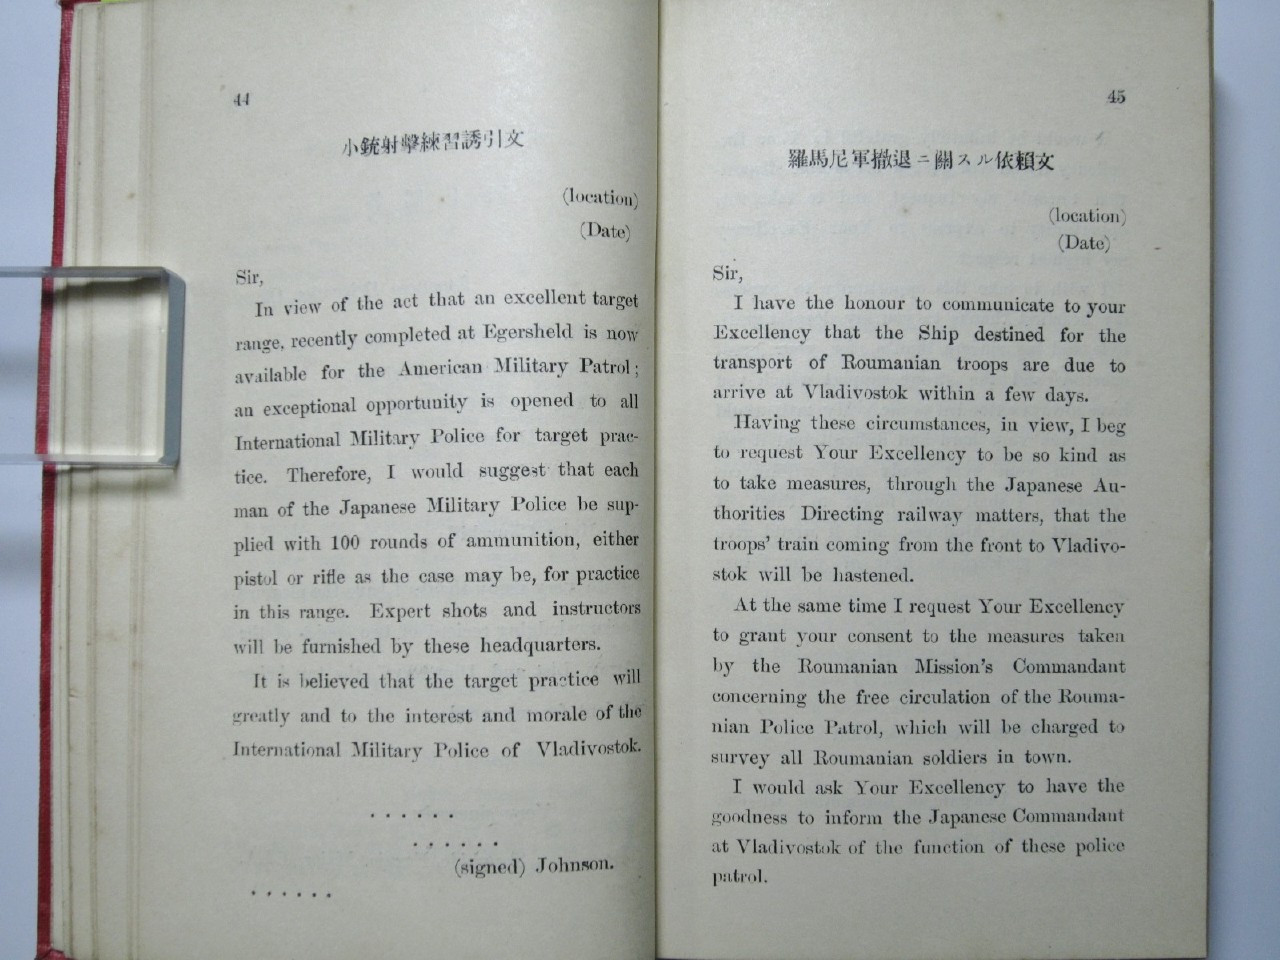 44
小銃射擊練習誘引文
(location)
(Date)
Sir,
In view of the act that an excellent target
range, recently completed at Egersheld is now
available for the American Military Patrol;
an exceptional opportunity is opened to all
International Military Police for target prac-
tice. Therefore, I would suggest that each
man of the Japanese Military Police be sup-
plied with 100 rounds of ammunition, either
pistol or rifle as the case may be, for practice
in this range. Expert shots and instructors
will be furnished by these headquarters.
It is believed that the target practice will
greatly and to the interest and morale of the
International Military Police of Vladivostok.
......
......
(signed) Johnson.
......
45
羅馬尼軍撤退ニ關スル依賴文
(location)
(Date)
Sir,
I have the honour to communicate to your
Excellency that the Ship destined for the
transport of Roumanian troops are due to
arrive at Vladivostok within a few days.
Having these circumstances, in view, I beg
to request Your Excellency to be so kind as
to take measures, through the Japanese Au-
thorities Directing railway matters, that the
troops' train coming from the front to Vladivo-
stok will be hastened.
At the same time I request Your Excellency
to grant your consent to the measures taken
by the Roumanian Mission's Commandant
concerning the free circulation of the Rouma-
nian Police Patrol, which will be charged to
survey all Roumanian soldiers in town.
I would ask Your Excellency to have the
goodness to inform the Japanese Commandant
at Vladivostok of the function of these police
patrol.